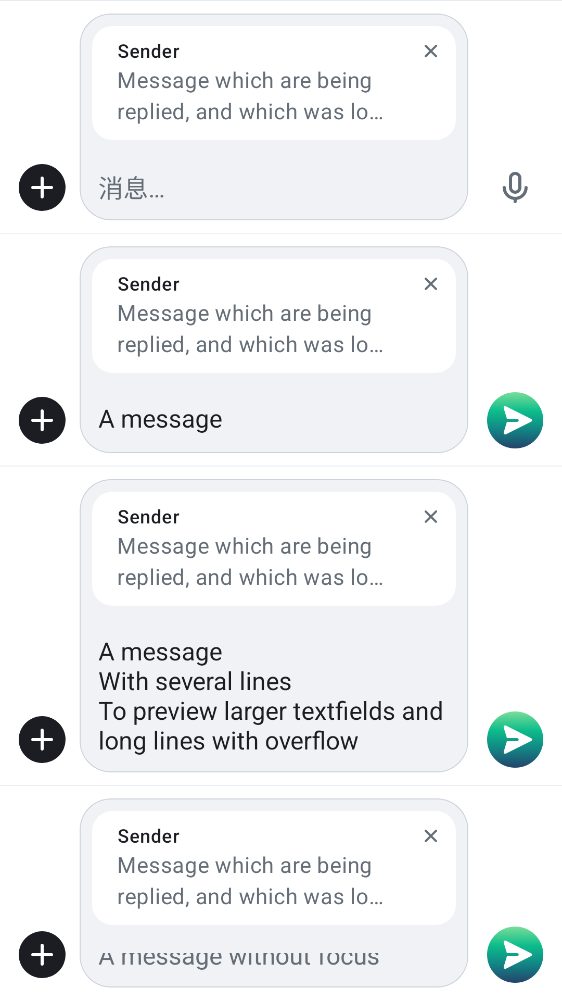 Sender
Message which are being
replied, and which was lo…
消息…
Sender
Message which are being
replied, and which was lo…
A message
Sender
Message which are being
replied, and which was lo…
A message
With several lines
To preview larger textfields and
long lines with overflow
Sender
Message which are being
replied, and which was lo…
A message without focus